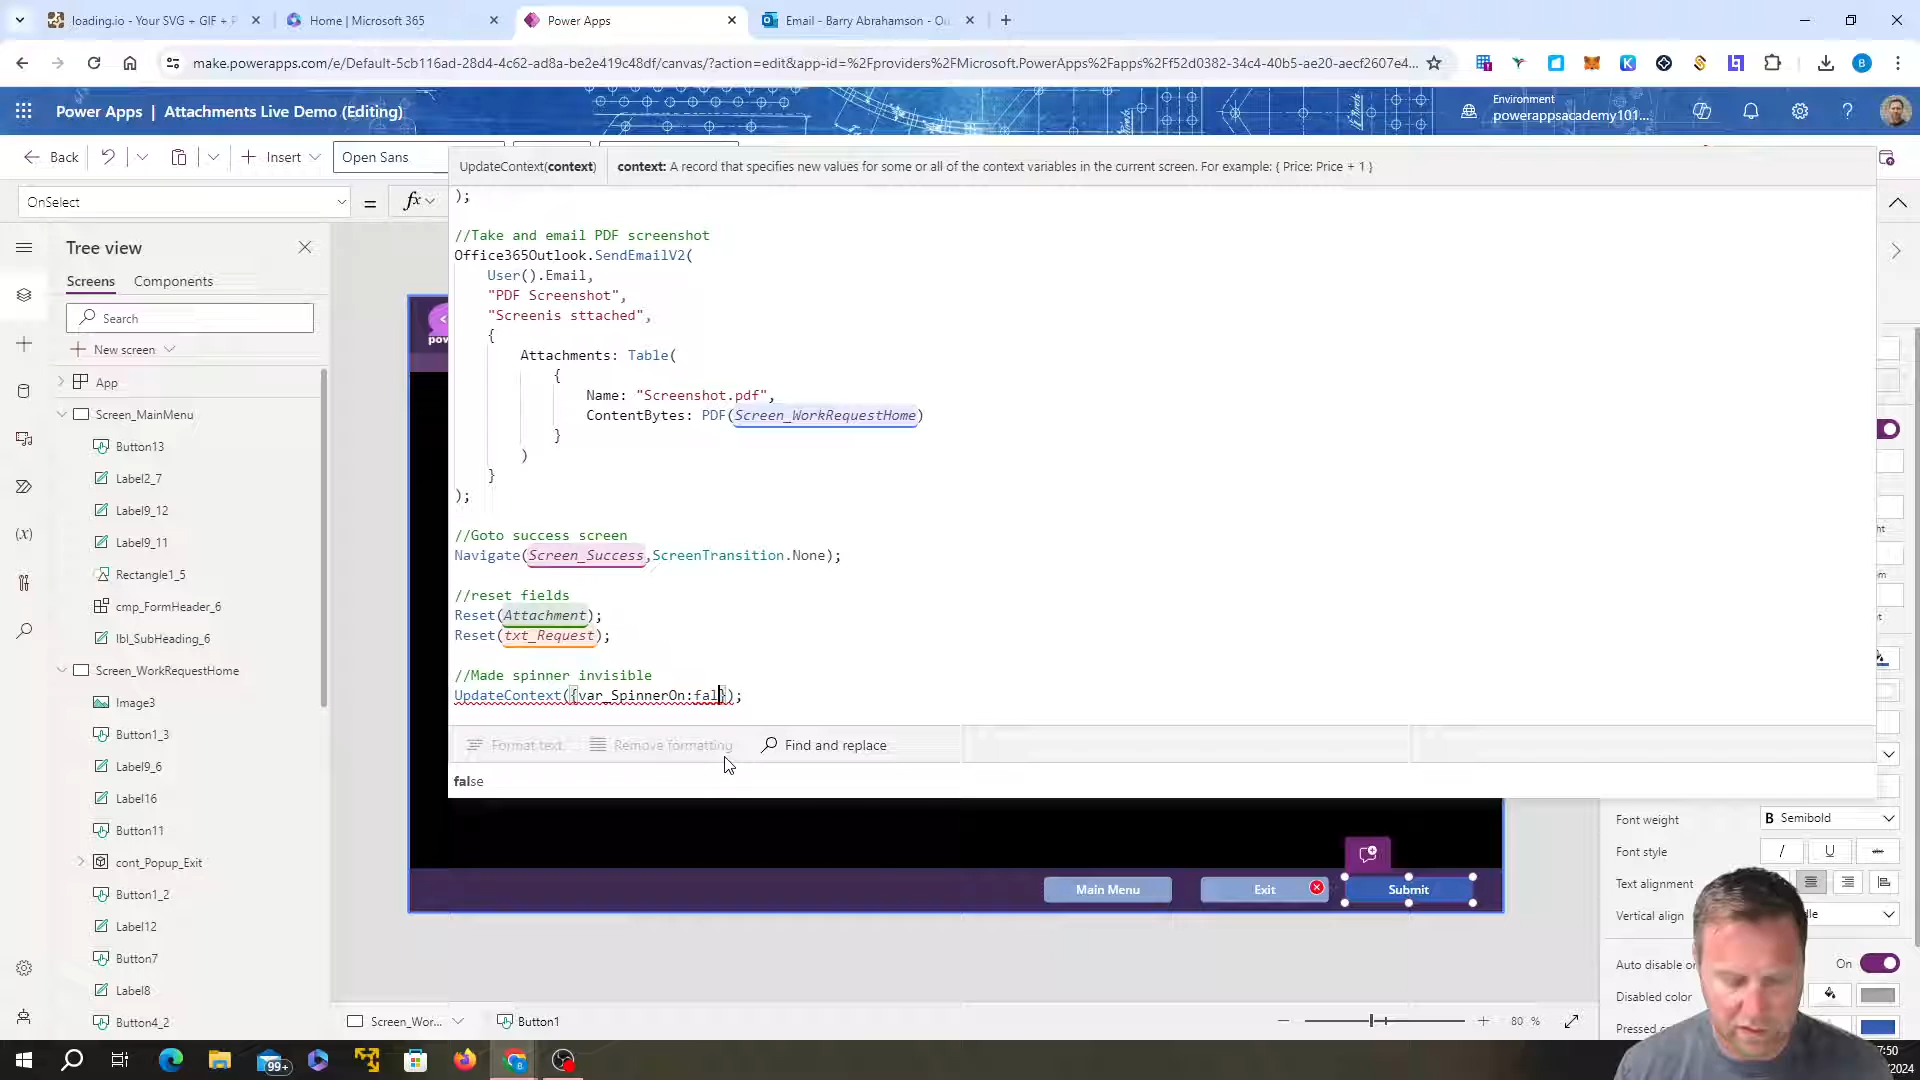 loading.io - Your SVG + GIF + P
Home | Microsoft 365
Power Apps
Email - Barry Abrahamson - Ou
make.powerapps.com/e/Default-5cb116ad-28d4-4c62-ad8a-be2e419c48df/canvas/?action=edit&app-id=%2Fproviders%2FMicrosoft.PowerApps%2Fapps%2Ff52d0382-34c4-40b5-ae20-aecf2607e4...
Power Apps | Attachments Live Demo (Editing)
Environment
powerappsacademy101...
Back
Insert
Open Sans
UpdateContext(context)
context: A record that specifies new values for some or all of the context variables in the current screen. For example: { Price: Price + 1 }
OnSelect
= fx
);
//Take and email PDF screenshot
Office365Outlook.SendEmailV2(
User().Email,
"PDF Screenshot",
"Screenis sttached",
{
Attachments: Table(
{
Name: "Screenshot.pdf",
ContentBytes: PDF(Screen_WorkRequestHome)
}
)
}
);
//Goto success screen
Navigate(Screen_Success,ScreenTransition.None);
//reset fields
Reset(Attachment);
Reset(txt_Request);
//Made spinner invisible
UpdateContext({var_SpinnerOn:fal});
Format text
Remove formatting
Find and replace
false
Tree view
Screens
Components
Search
New screen
App
Screen_MainMenu
Button13
Label2_7
Label9_12
Label9_11
Rectangle1_5
cmp_FormHeader_6
lbl_SubHeading_6
Screen_WorkRequestHome
Image3
Button1_3
Label9_6
Label16
Button11
cont_Popup_Exit
Button1_2
Label12
Button7
Label8
Button4_2
pow
Main Menu
Exit
Submit
Font weight
B Semibold
Font style
Text alignment
Vertical align
Auto disable
On
Disabled color
Pressed
Screen_Wor...
Button1
80 %
99+
7:50
2024